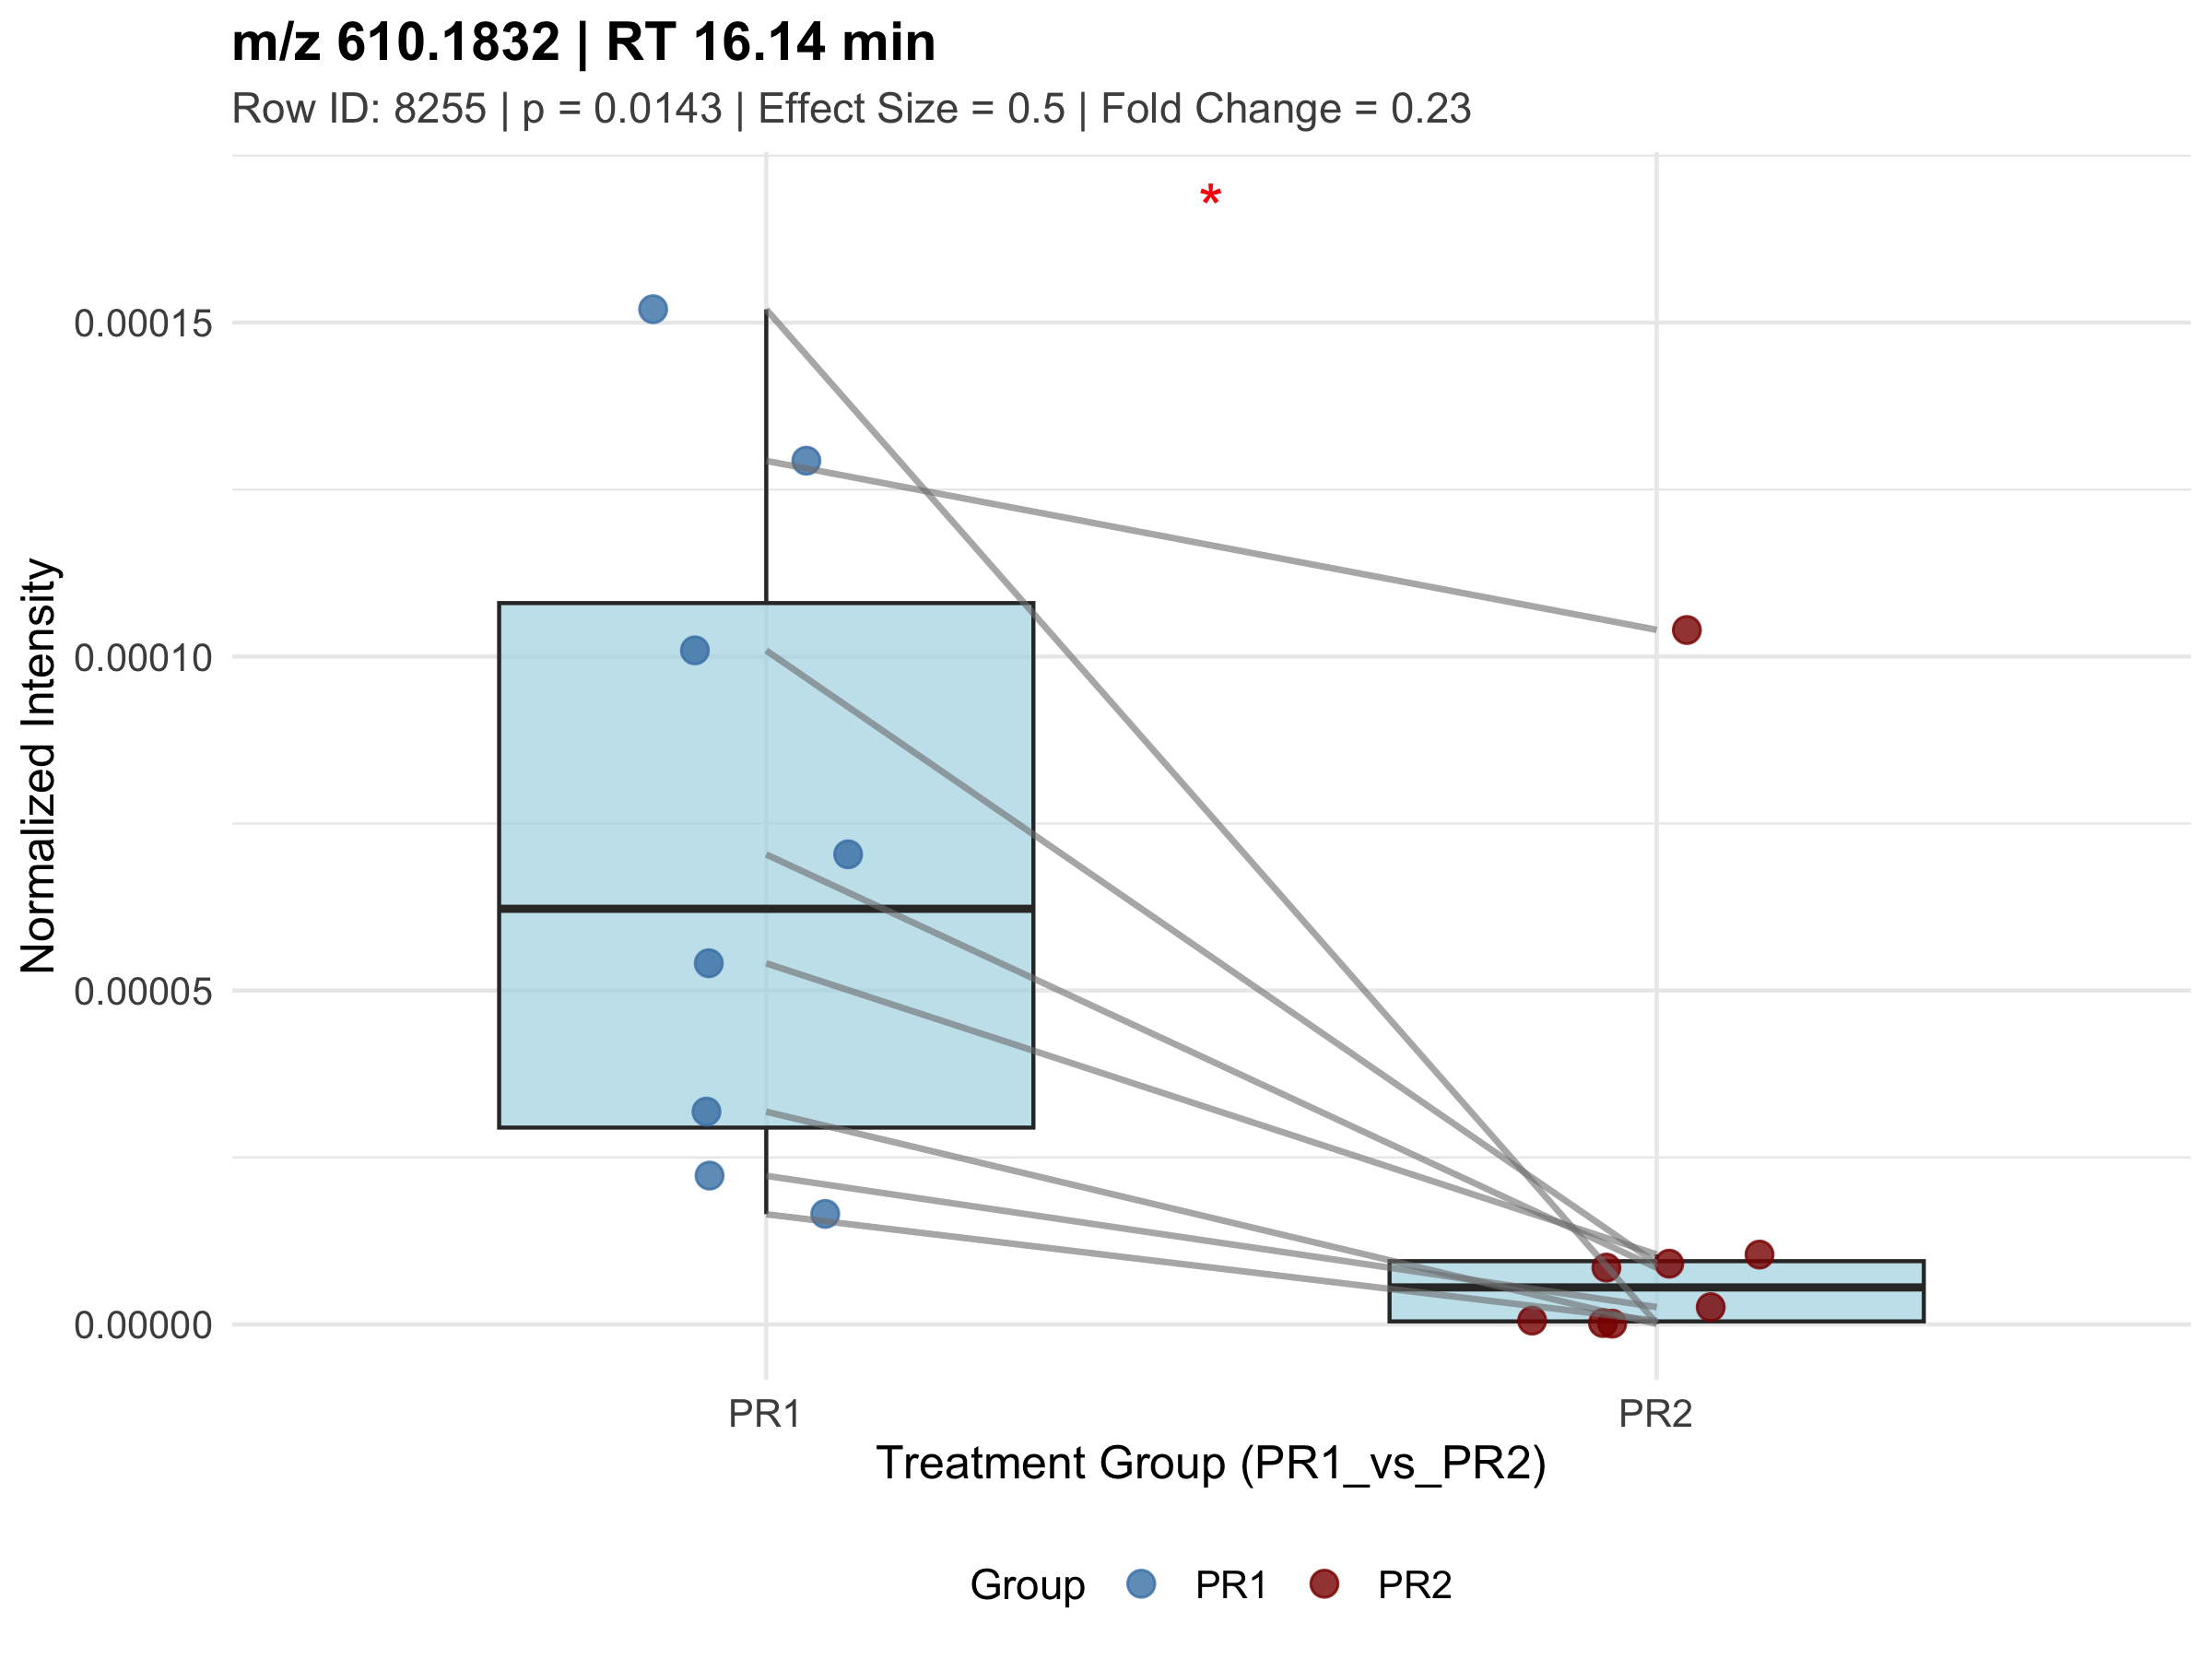 m/z 610.1832 | RT 16.14 min
Row ID: 8255 | p = 0.0143 | Effect Size = 0.5 | Fold Change = 0.23
*
Normalized Intensity
0.00015
0.00010
0.00005
0.00000
PR1
PR2
Treatment Group (PR1_vs_PR2)
Group PR1 PR2